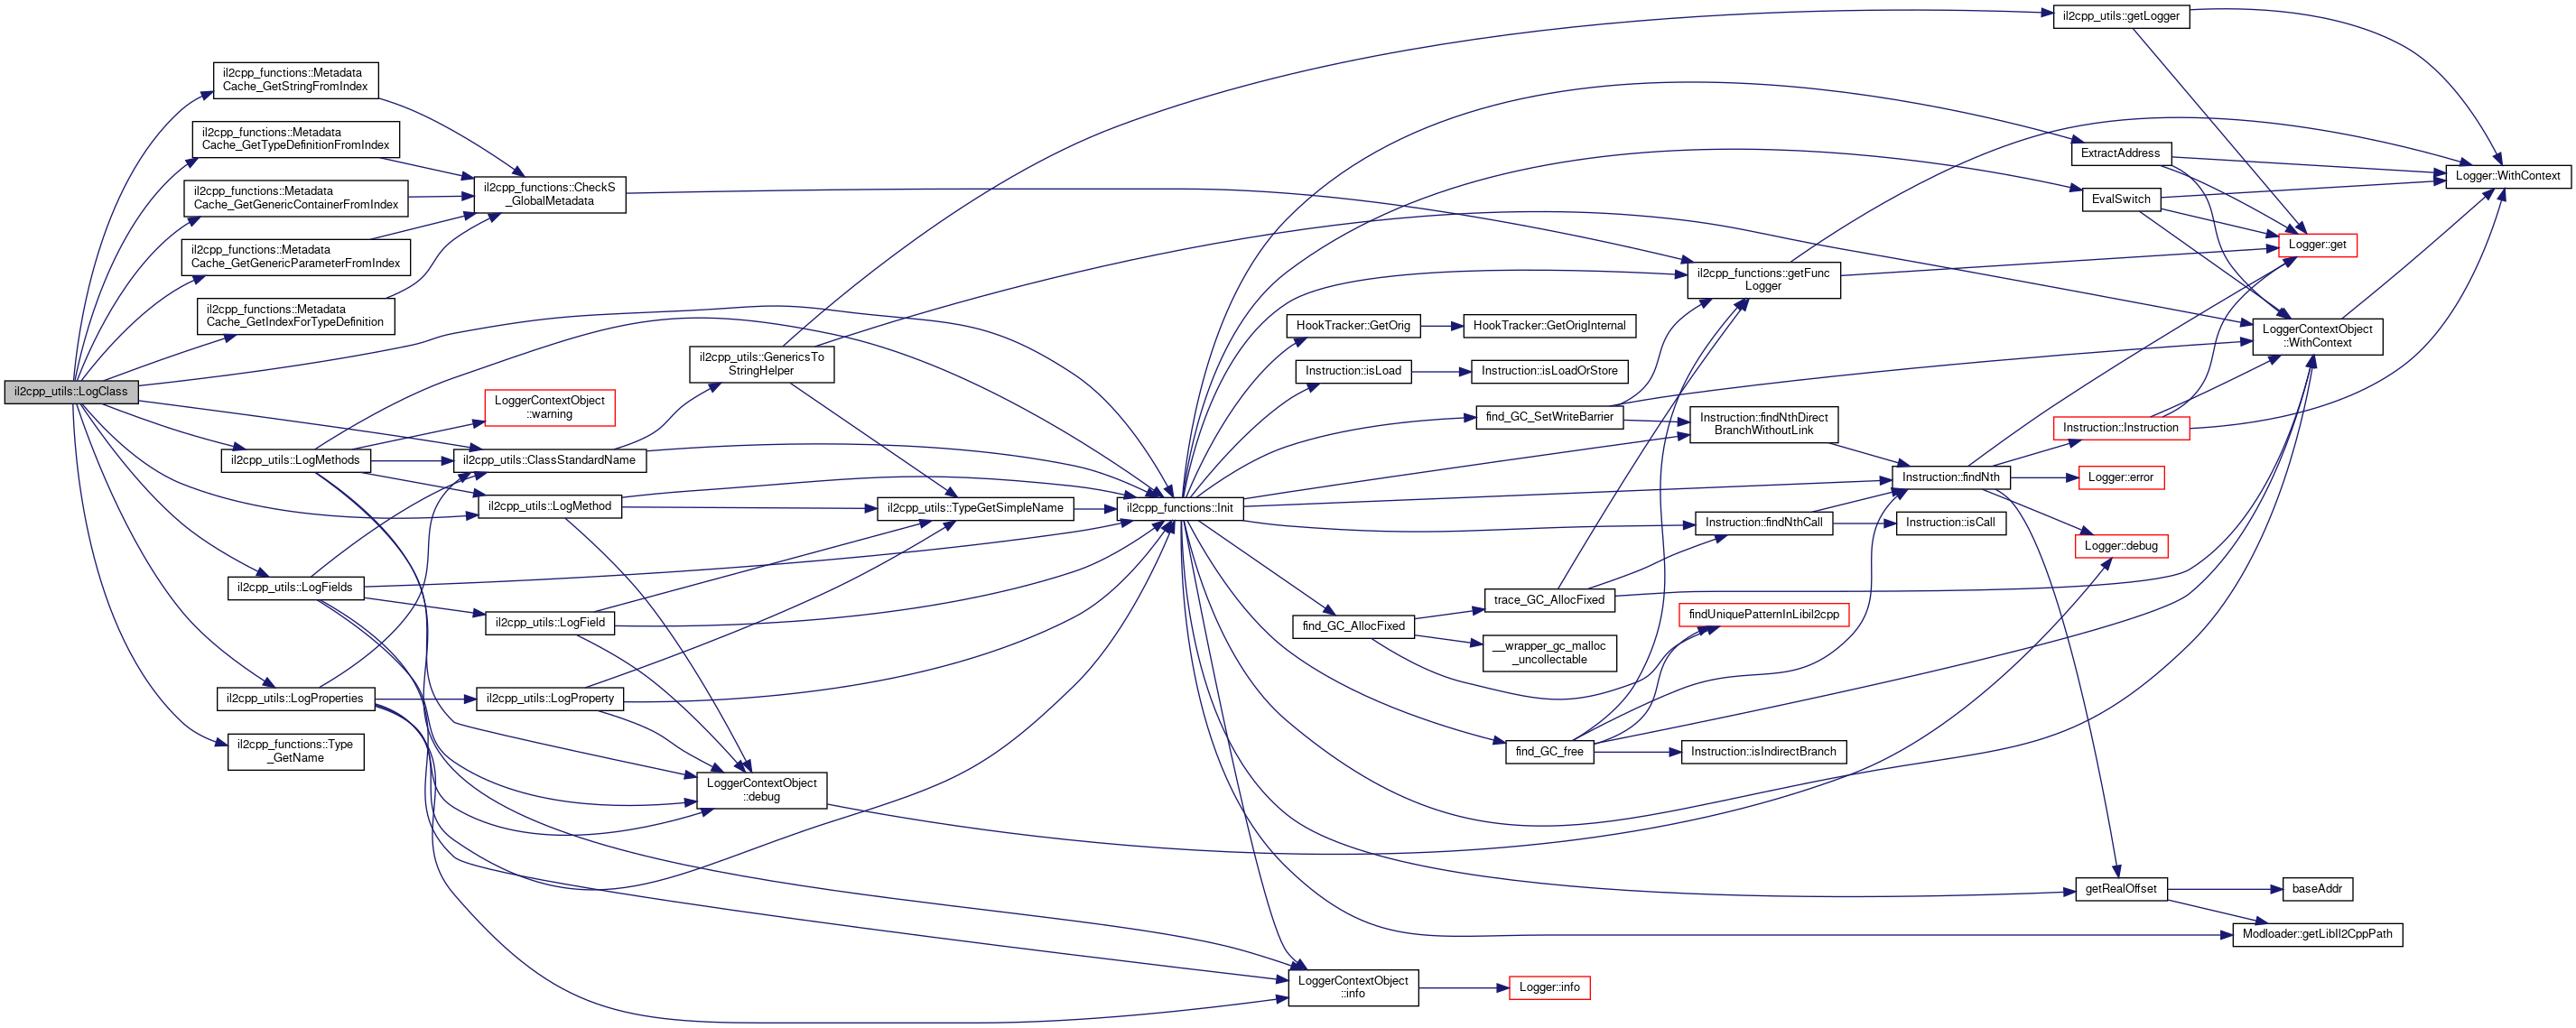 il2cpp_utils::LogClass
il2cpp_functions::Metadata
Cache_GetStringFromIndex
il2cpp_functions::Metadata
Cache_GetTypeDefinitionFromIndex
il2cpp_functions::Metadata
Cache_GetGenericContainerFromIndex
il2cpp_functions::Metadata
Cache_GetGenericParameterFromIndex
il2cpp_functions::Metadata
Cache_GetIndexForTypeDefinition
il2cpp_utils::LogMethods
il2cpp_utils::LogFields
il2cpp_utils::LogProperties
il2cpp_functions::Type
_GetName
il2cpp_functions::CheckS
_GlobalMetadata
LoggerContextObject
::warning
il2cpp_utils::ClassStandardName
il2cpp_utils::LogMethod
il2cpp_utils::LogField
il2cpp_utils::LogProperty
il2cpp_utils::GenericsTo
StringHelper
LoggerContextObject
::debug
il2cpp_utils::TypeGetSimpleName
il2cpp_functions::Init
HookTracker::GetOrig
Instruction::isLoad
find_GC_AllocFixed
LoggerContextObject
::info
HookTracker::GetOrigInternal
Instruction::isLoadOrStore
find_GC_SetWriteBarrier
trace_GC_AllocFixed
__wrapper_gc_malloc
_uncollectable
find_GC_free
Logger::info
il2cpp_functions::getFunc
Logger
Instruction::findNthDirect
BranchWithoutLink
Instruction::findNthCall
findUniquePatternInLibil2cpp
Instruction::isIndirectBranch
Instruction::findNth
Instruction::isCall
il2cpp_utils::getLogger
ExtractAddress
EvalSwitch
Instruction::Instruction
Logger::error
Logger::debug
getRealOffset
Logger::get
LoggerContextObject
::WithContext
baseAddr
Modloader::getLibIl2CppPath
Logger::WithContext